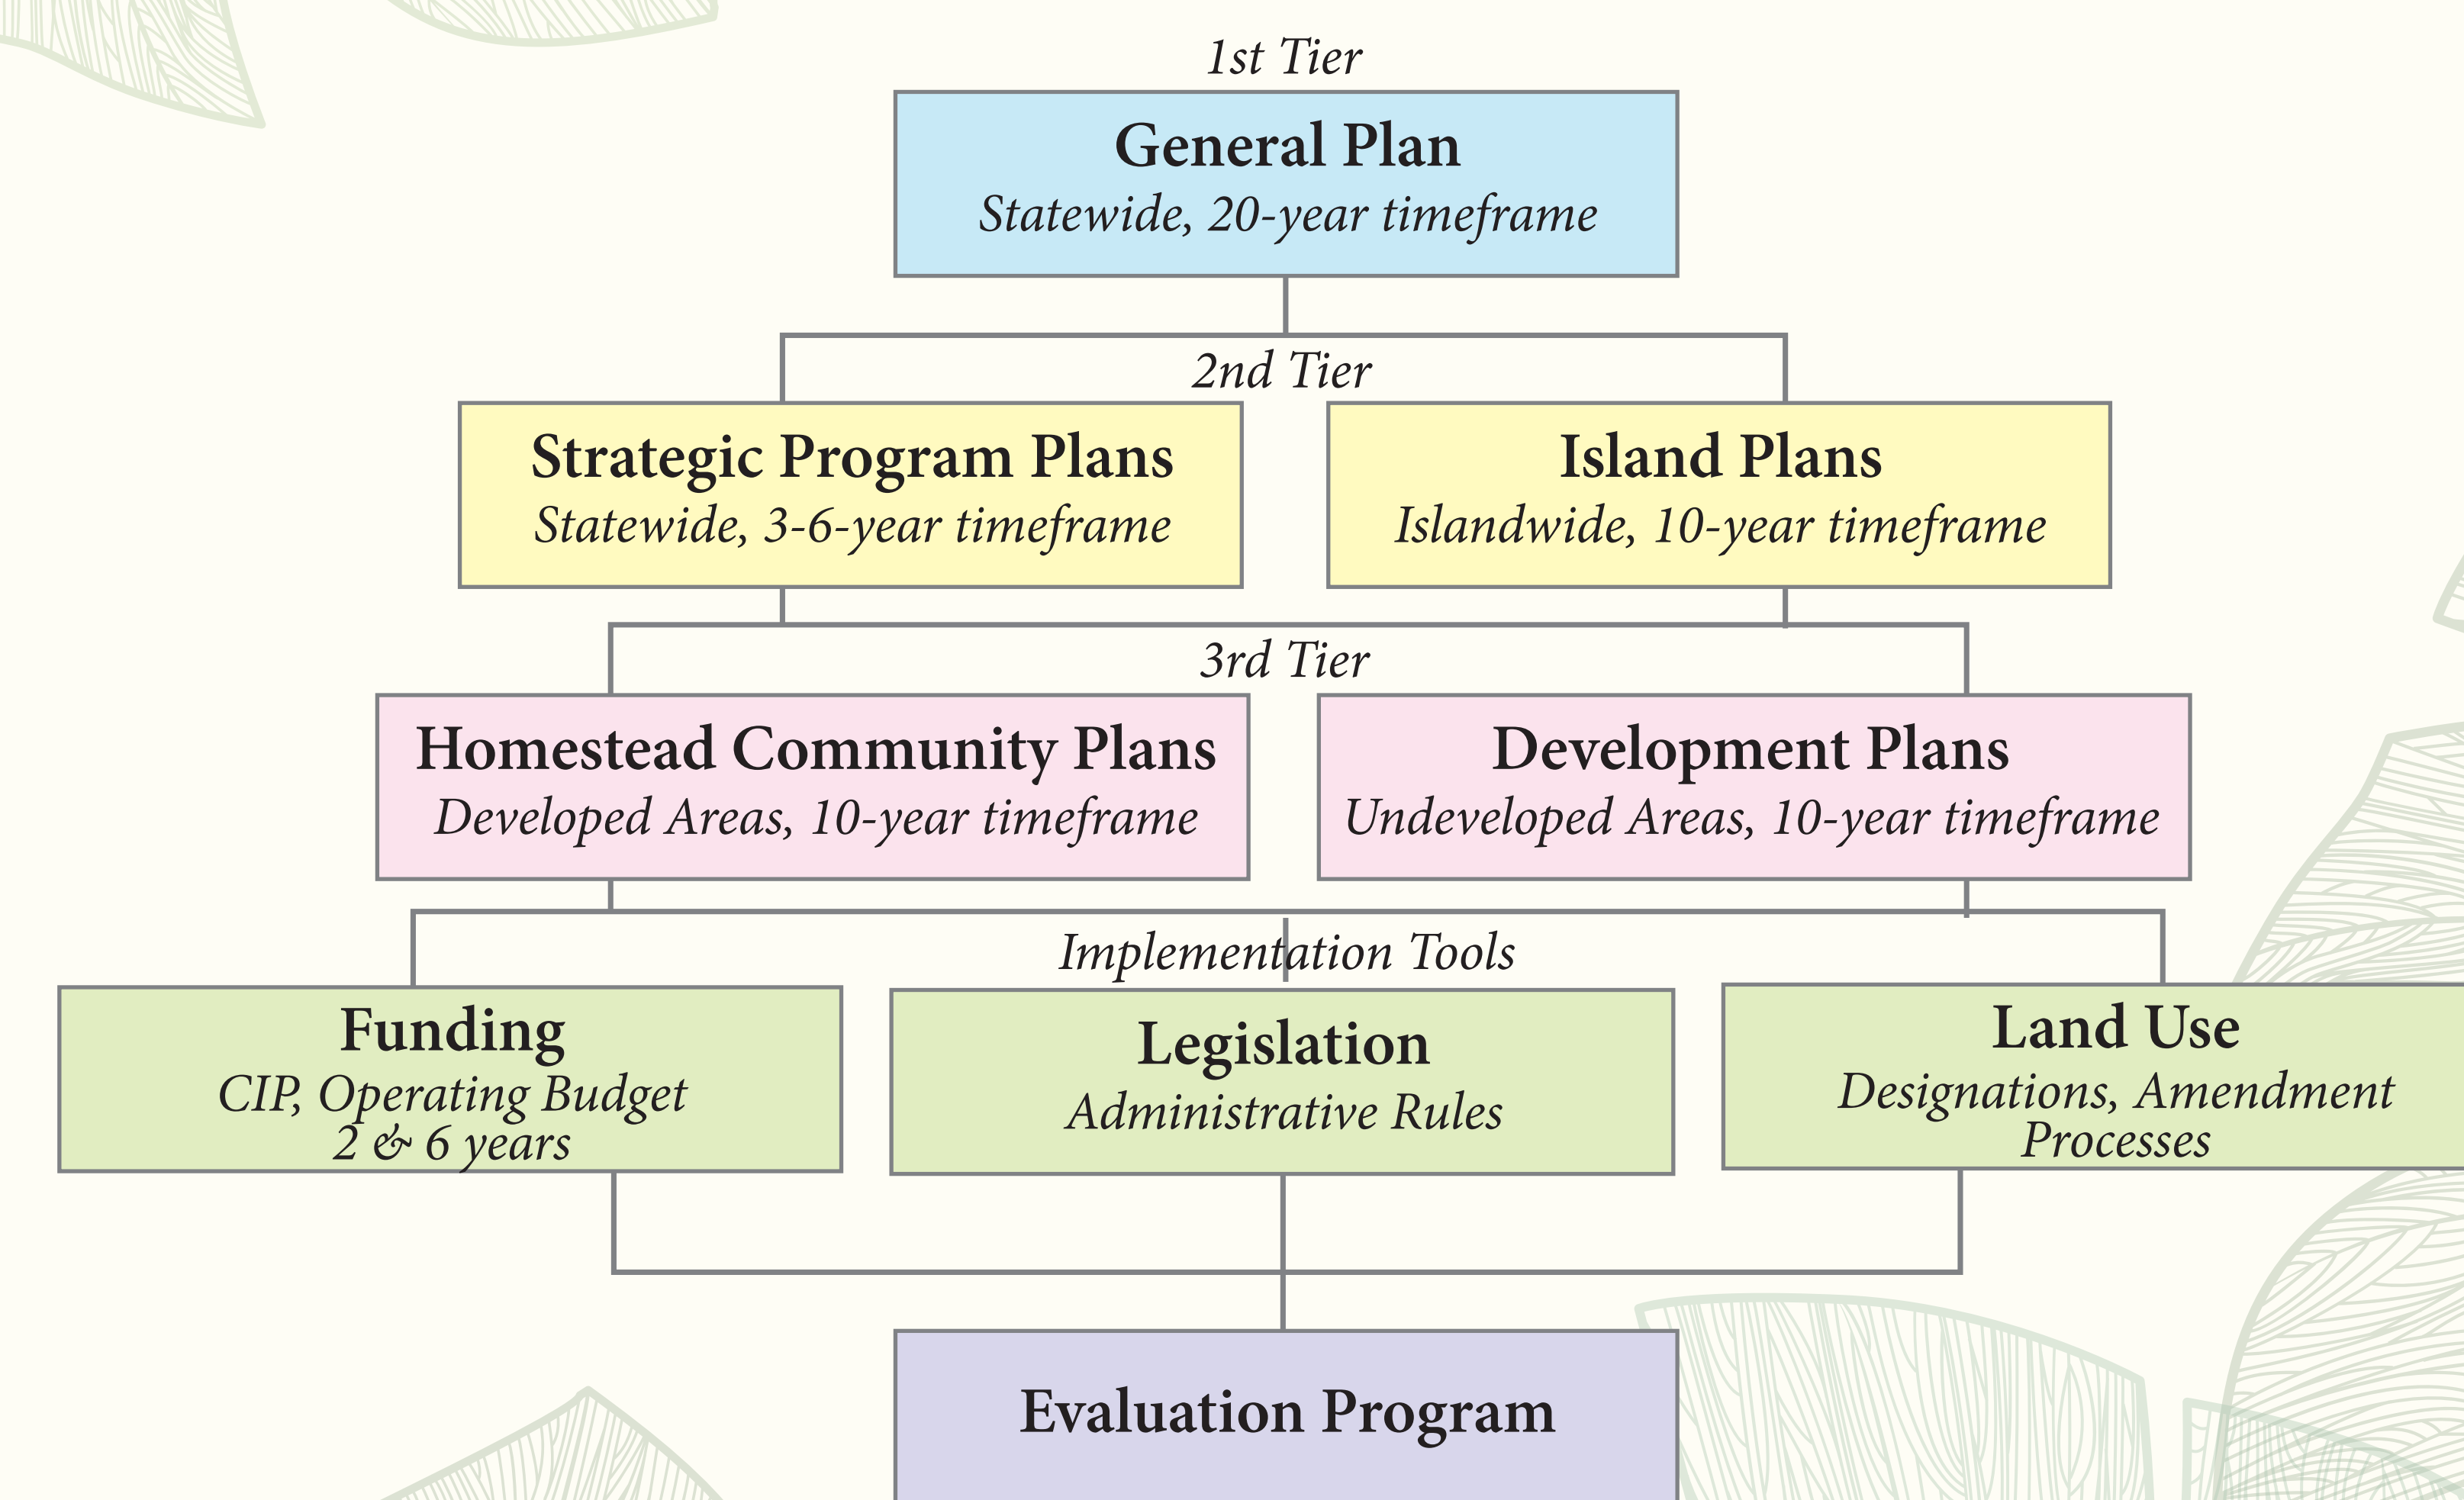 1st Tier
General Plan
Statewide, 20-year timeframe
2nd Tier
Strategic Program Plans
Statewide, 3-6-year timeframe
Island Plans
Islandwide, 10-year timeframe
3rd Tier
Homestead Community Plans
Developed Areas, 10-year timeframe
Development Plans
Undeveloped Areas, 10-year timeframe
Implementation Tools
Funding
CIP, Operating Budget
2 & 6 years
Legislation
Administrative Rules
Land Use
Designations, Amendment
Processes
Evaluation Program